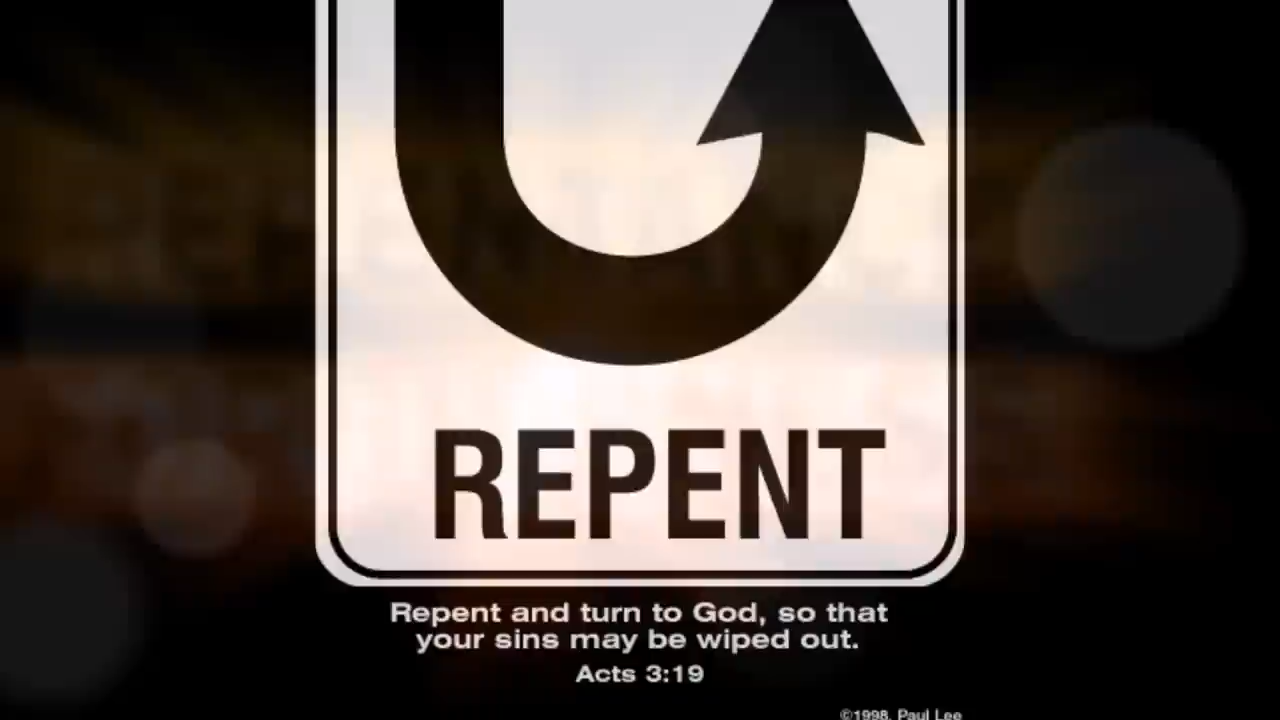 REPENT
Repent and turn to God, so that
your sins may be wiped out.
Acts 3:19
©1998, Paul Lee